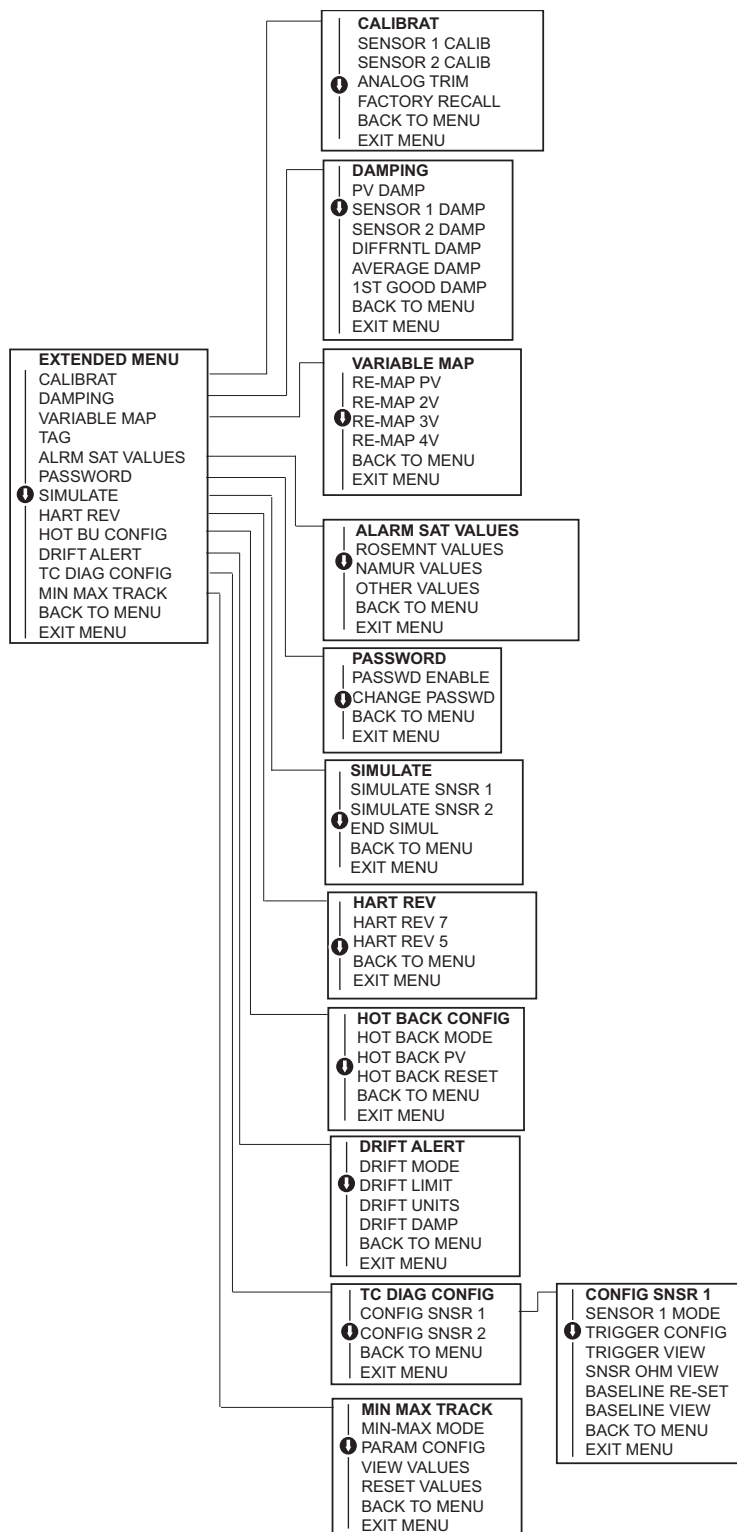 CALIBRAT
SENSOR 1 CALIB
SENSOR 2 CALIB
ANALOG TRIM
FACTORY RECALL
BACK TO MENU
EXIT MENU
DAMPING
PV DAMP
SENSOR 1 DAMP
SENSOR 2 DAMP
DIFFRNTL DAMP
AVERAGE DAMP
1ST GOOD DAMP
BACK TO MENU
EXIT MENU
EXTENDED MENU
CALIBRAT
DAMPING
VARIABLE MAP
TAG
ALRM SAT VALUES
PASSWORD
SIMULATE
HART REV
HOT BU CONFIG
DRIFT ALERT
TC DIAG CONFIG
MIN MAX TRACK
BACK TO MENU
EXIT MENU
VARIABLE MAP
RE-MAP PV
RE-MAP 2V
RE-MAP 3V
RE-MAP 4V
BACK TO MENU
EXIT MENU
ALARM SAT VALUES
ROSEMNT VALUES
NAMUR VALUES
OTHER VALUES
BACK TO MENU
EXIT MENU
PASSWORD
PASSWD ENABLE
CHANGE PASSWD
BACK TO MENU
EXIT MENU
SIMULATE
SIMULATE SNSR 1
SIMULATE SNSR 2
END SIMUL
BACK TO MENU
EXIT MENU
HART REV
HART REV 7
HART REV 5
BACK TO MENU
EXIT MENU
HOT BACK CONFIG
HOT BACK MODE
HOT BACK PV
HOT BACK RESET
BACK TO MENU
EXIT MENU
DRIFT ALERT
DRIFT MODE
DRIFT LIMIT
DRIFT UNITS
DRIFT DAMP
BACK TO MENU
EXIT MENU
TC DIAG CONFIG
CONFIG SNSR 1
CONFIG SNSR 2
BACK TO MENU
EXIT MENU
CONFIG SNSR 1
SENSOR 1 MODE
TRIGGER CONFIG
TRIGGER VIEW
SNSR OHM VIEW
BASELINE RE-SET
BASELINE VIEW
BACK TO MENU
EXIT MENU
MIN MAX TRACK
MIN-MAX MODE
PARAM CONFIG
VIEW VALUES
RESET VALUES
BACK TO MENU
EXIT MENU